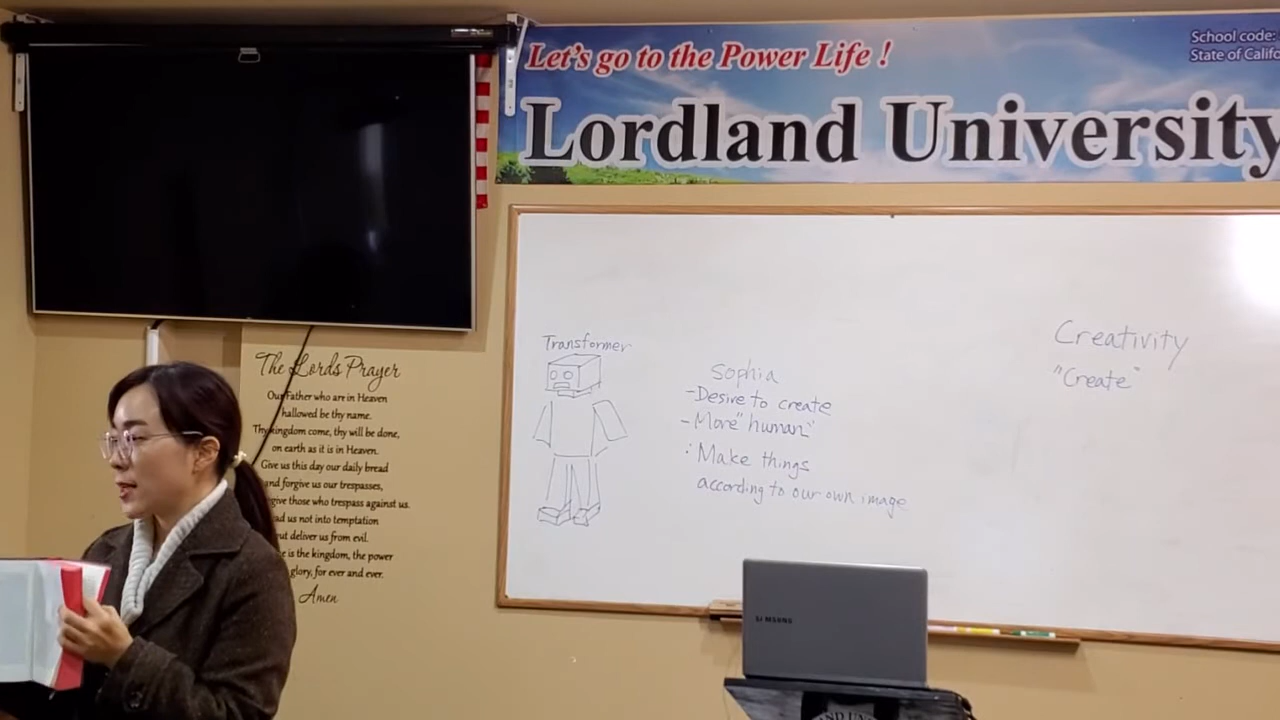 Let's go to the Power Life !
School code:
State of Califo
Lordland University
Transformer
Sophia
-Desire to create
-More "human"
: Make things
according to our own image
Creativity
"Create"
The Lords Prayer
Our Father who are in Heaven
hallowed be thy name.
Thy kingdom come, thy will be done,
on earth as it is in Heaven.
Give us this day our daily bread
and forgive us our trespasses,
give those who trespass against us.
ad us not into temptation
ut deliver us from evil.
e is the kingdom, the power
glory, for ever and ever.
Amen
SAMSUNG